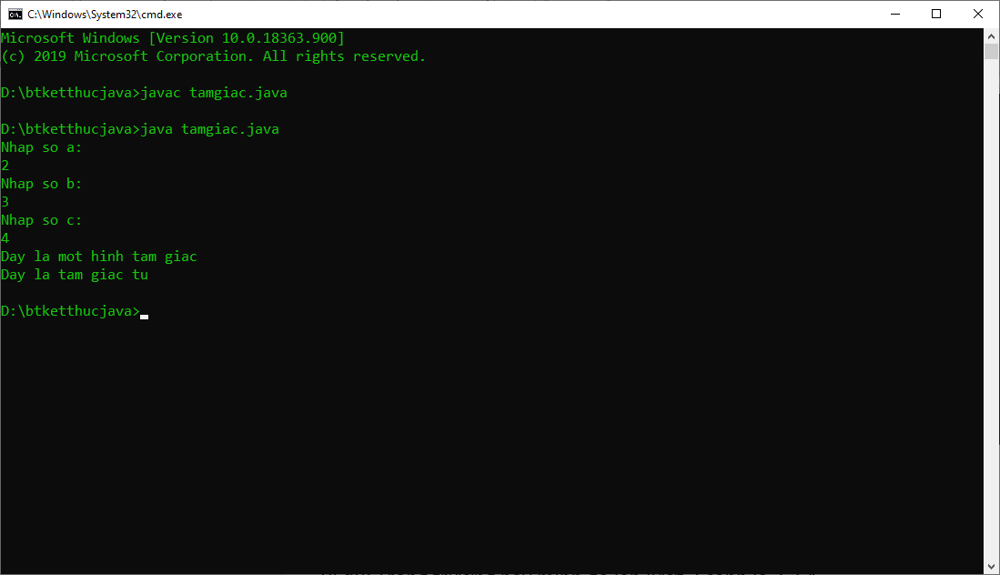 C:\Windows\System32\cmd.exe
Microsoft Windows [Version 10.0.18363.900]
(c) 2019 Microsoft Corporation. All rights reserved.
D:\btketthucjava>javac tamgiac.java
D:\btketthucjava>java tamgiac.java
Nhap so a:
2
Nhap so b:
3
Nhap so c:
4
Day la mot hinh tam giac
Day la tam giac tu
D:\btketthucjava>